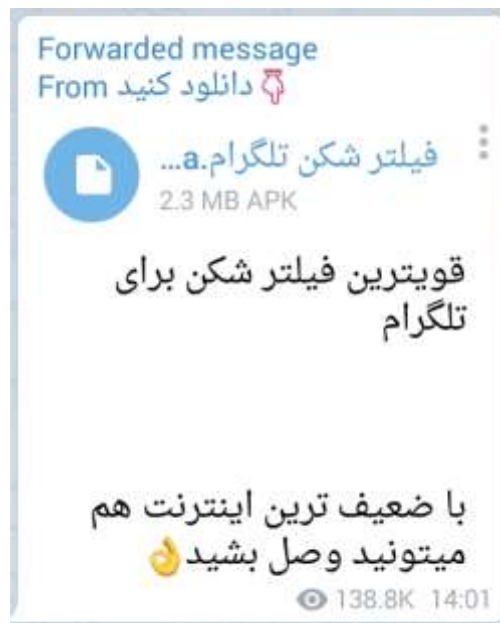 Forwarded message
From دانلود کنید👇
فیلتر شکن تلگرام.a...
2.3 MB APK
قویترین فیلتر شکن برای
تلگرام
با ضعیف ترین اینترنت هم
میتونید وصل بشید👌
138.8K 14:01